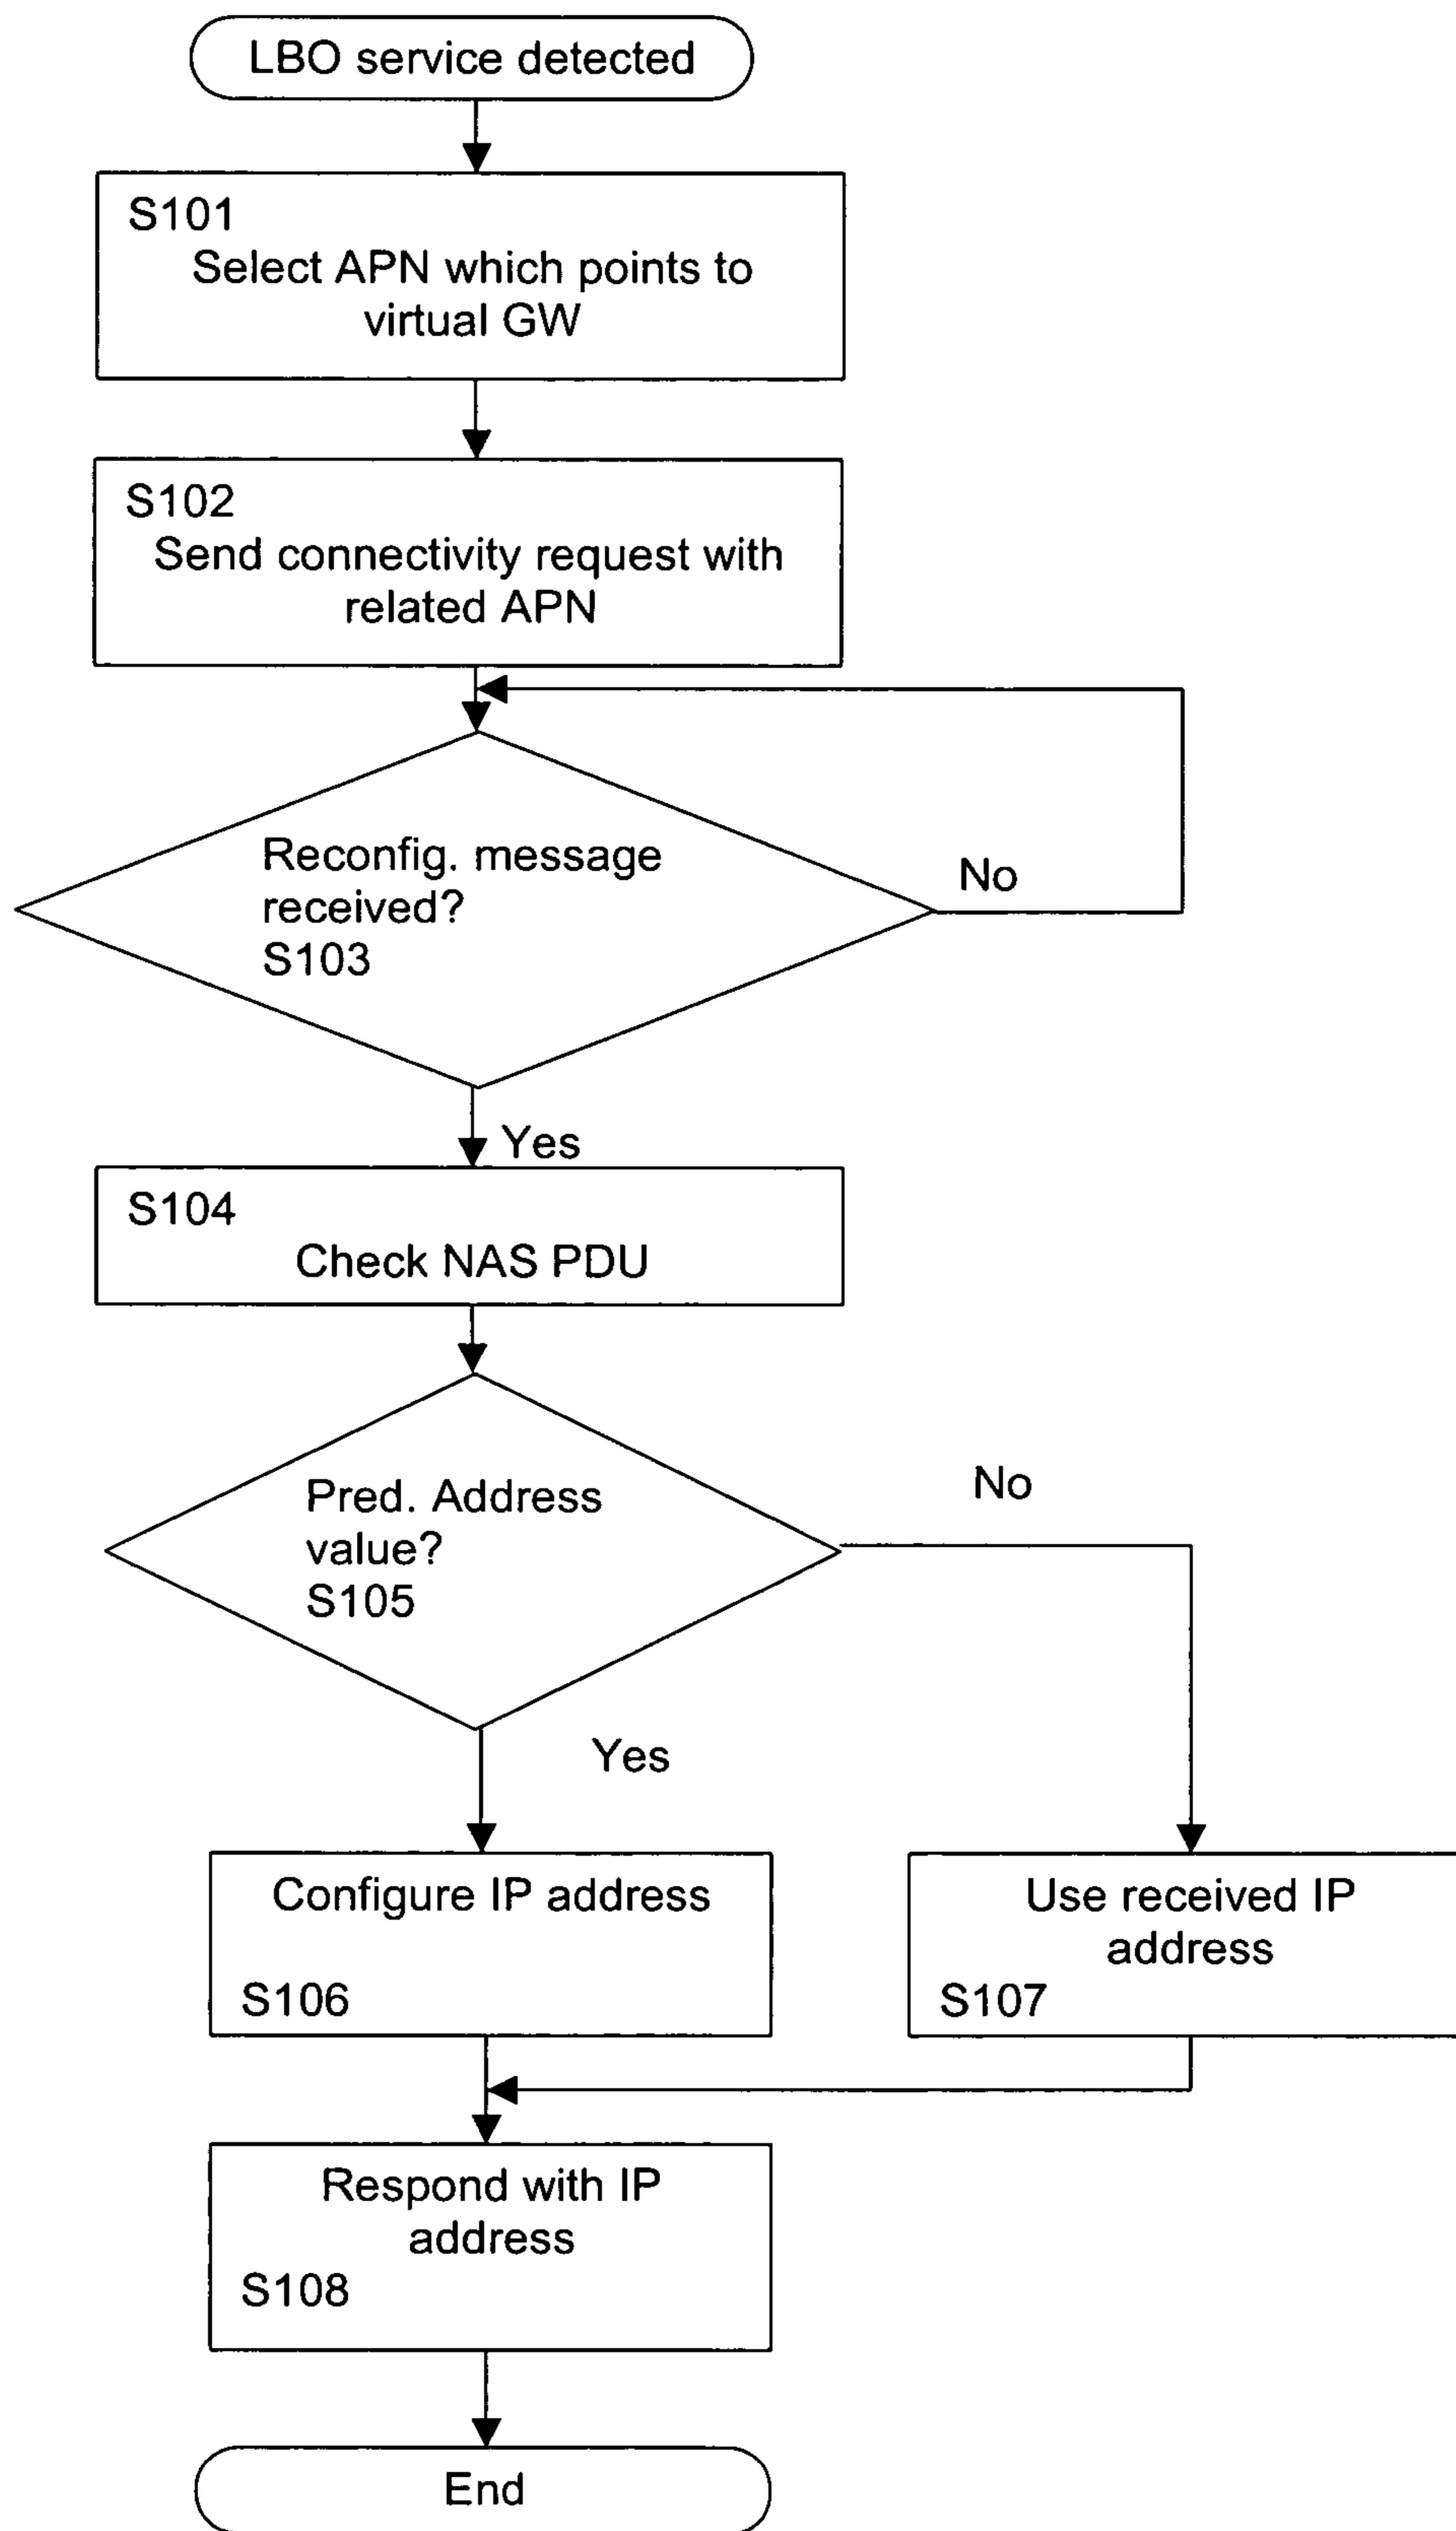 LBO service detected
S101
Select APN which points to
virtual GW
S102
Send connectivity request with
related APN
Reconfig. message
received?
S103
No
Yes
S104
Check NAS PDU
Pred. Address
value?
S105
No
Yes
Configure IP address
S106
Use received IP
address
S107
Respond with IP
address
S108
End